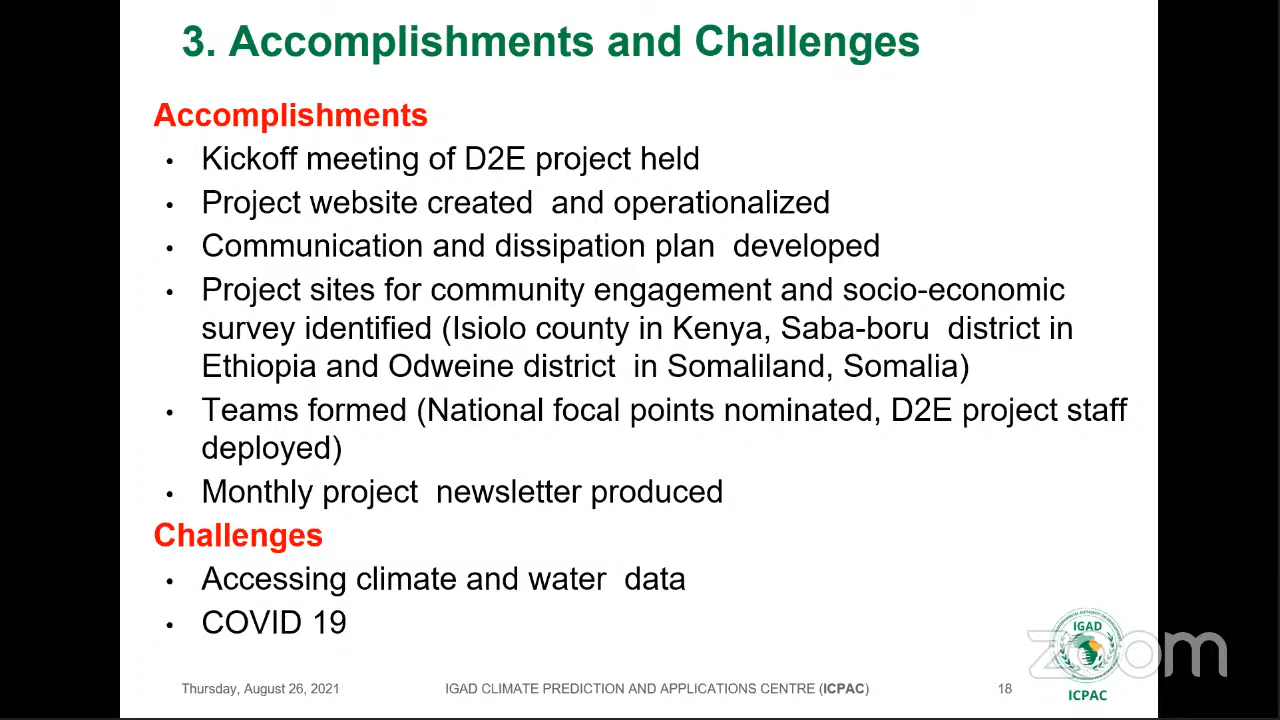 3. Accomplishments and Challenges
Accomplishments
• Kickoff meeting of D2E project held
• Project website created and operationalized
• Communication and dissipation plan developed
• Project sites for community engagement and socio-economic
survey identified (Isiolo county in Kenya, Saba-boru district in
Ethiopia and Odweine district in Somaliland, Somalia)
• Teams formed (National focal points nominated, D2E project staff
deployed)
• Monthly project newsletter produced
Challenges
• Accessing climate and water data
• COVID 19
IGAD
zoom
ICPAC
Thursday, August 26, 2021
IGAD CLIMATE PREDICTION AND APPLICATIONS CENTRE (ICPAC)
18